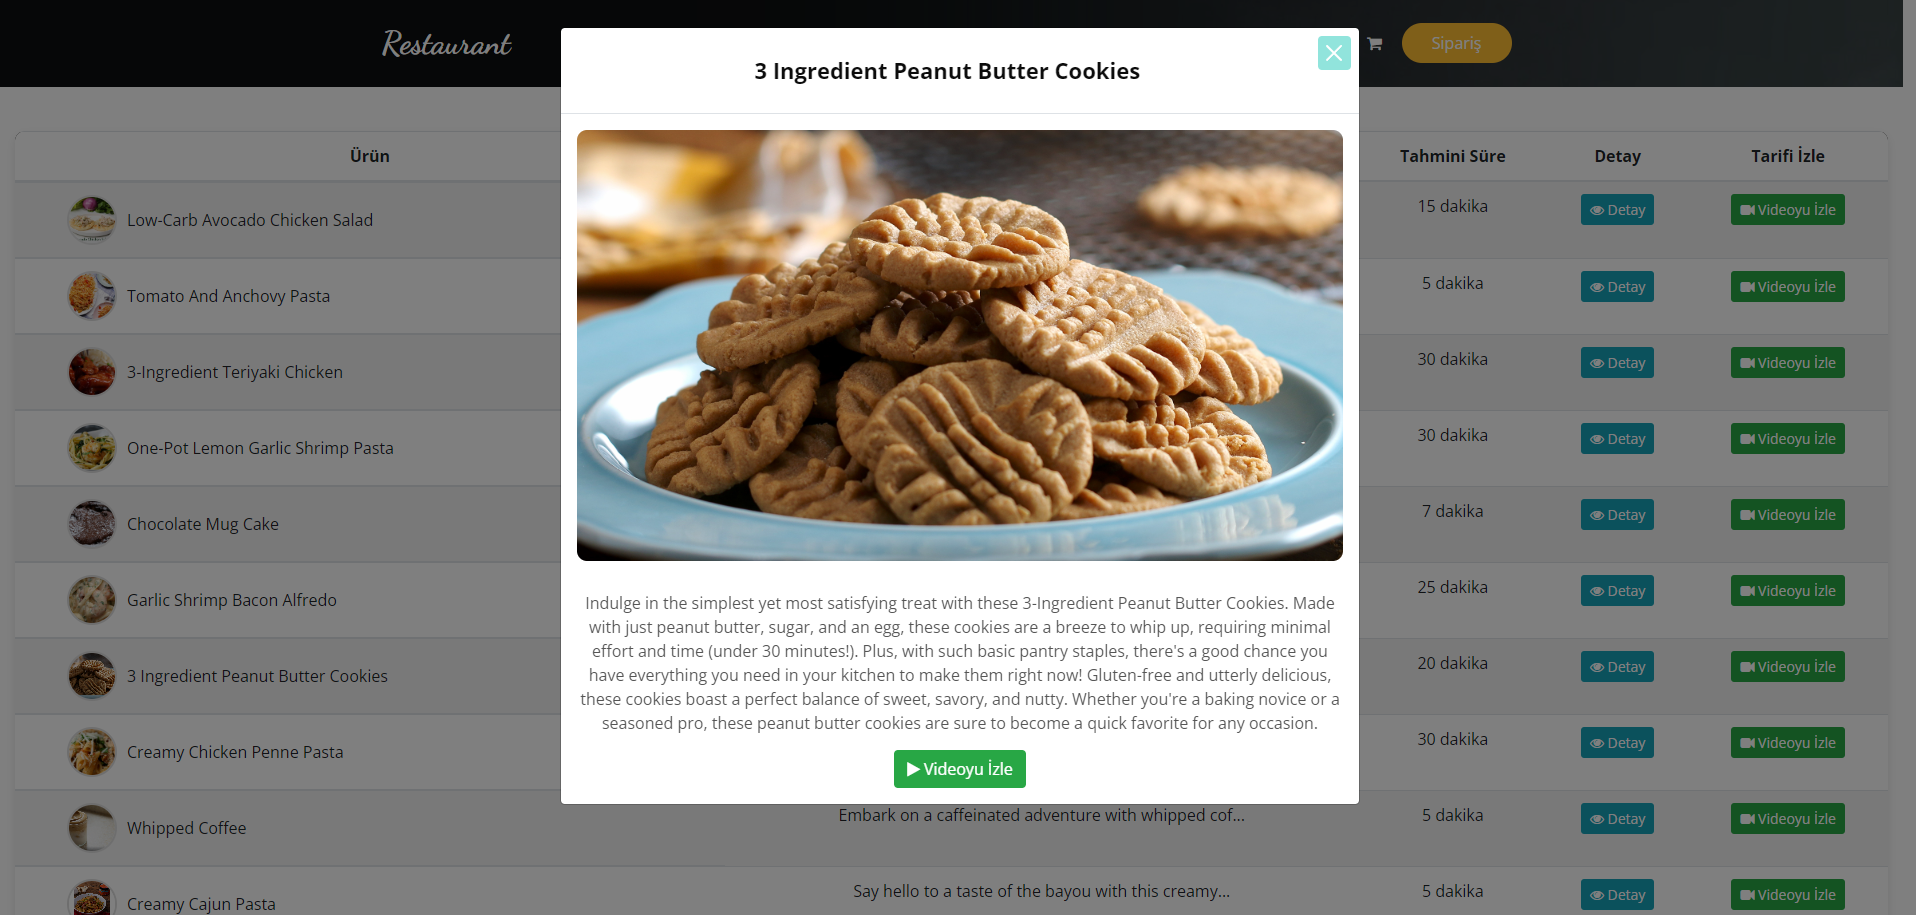 Restaurant
Sipariş
3 Ingredient Peanut Butter Cookies
Ürün
Tahmini Süre
Detay
Tarifi İzle
Low-Carb Avocado Chicken Salad
15 dakika
Detay
Videoyu İzle
Tomato And Anchovy Pasta
5 dakika
Detay
Videoyu İzle
3-Ingredient Teriyaki Chicken
30 dakika
Detay
Videoyu İzle
One-Pot Lemon Garlic Shrimp Pasta
30 dakika
Detay
Videoyu İzle
Chocolate Mug Cake
7 dakika
Detay
Videoyu İzle
Garlic Shrimp Bacon Alfredo
25 dakika
Detay
Videoyu İzle
3 Ingredient Peanut Butter Cookies
20 dakika
Detay
Videoyu İzle
Creamy Chicken Penne Pasta
30 dakika
Detay
Videoyu İzle
Indulge in the simplest yet most satisfying treat with these 3-Ingredient Peanut Butter Cookies. Made
with just peanut butter, sugar, and an egg, these cookies are a breeze to whip up, requiring minimal
effort and time (under 30 minutes!). Plus, with such basic pantry staples, there's a good chance you
have everything you need in your kitchen to make them right now! Gluten-free and utterly delicious,
these cookies boast a perfect balance of sweet, savory, and nutty. Whether you're a baking novice or a
seasoned pro, these peanut butter cookies are sure to become a quick favorite for any occasion.
Videoyu İzle
Whipped Coffee
Embark on a caffeinated adventure with whipped cof...
5 dakika
Detay
Videoyu İzle
Creamy Cajun Pasta
Say hello to a taste of the bayou with this creamy...
5 dakika
Detay
Videoyu İzle